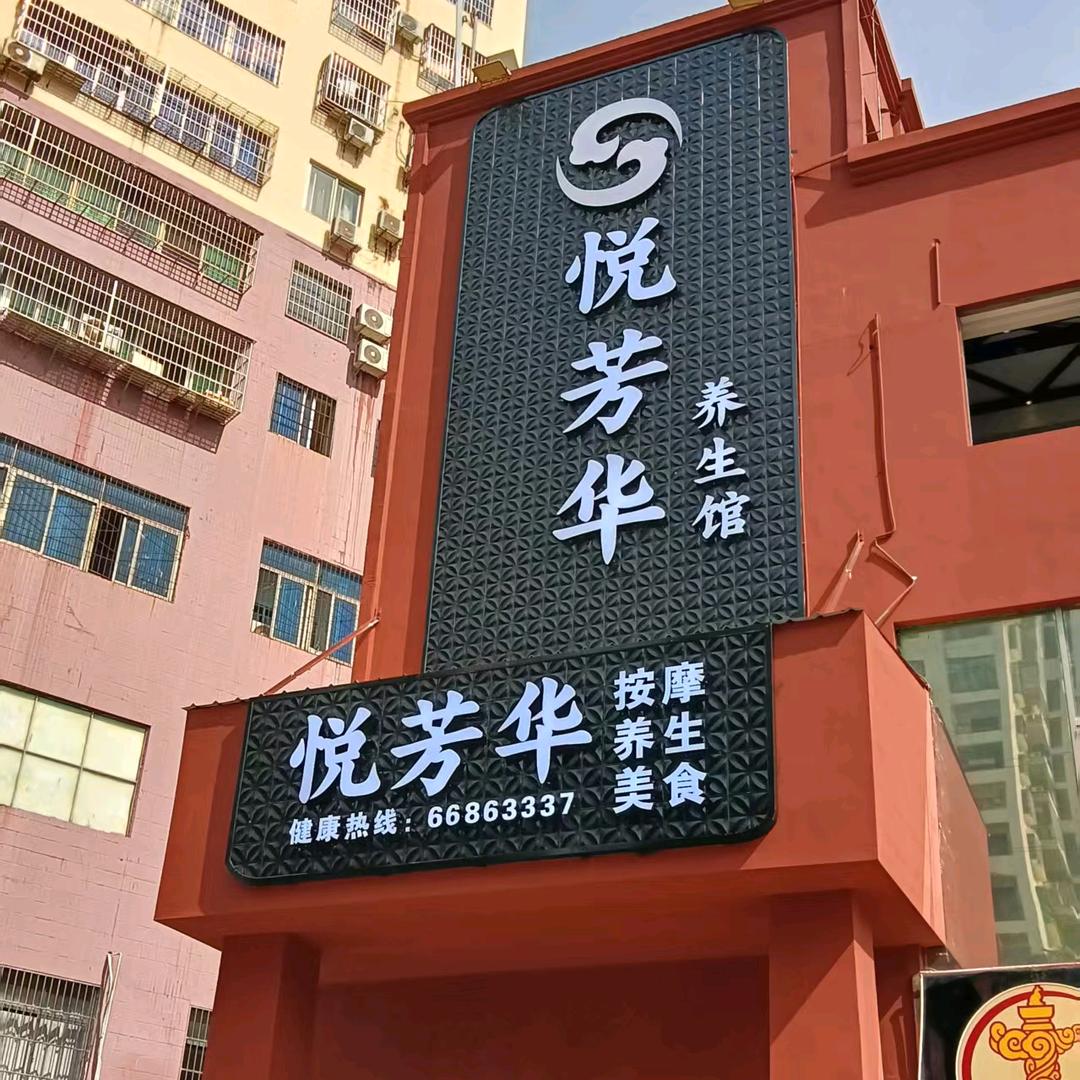 悦芳华
养生馆
悦芳华
按摩
养生
美食
健康热线：66863337